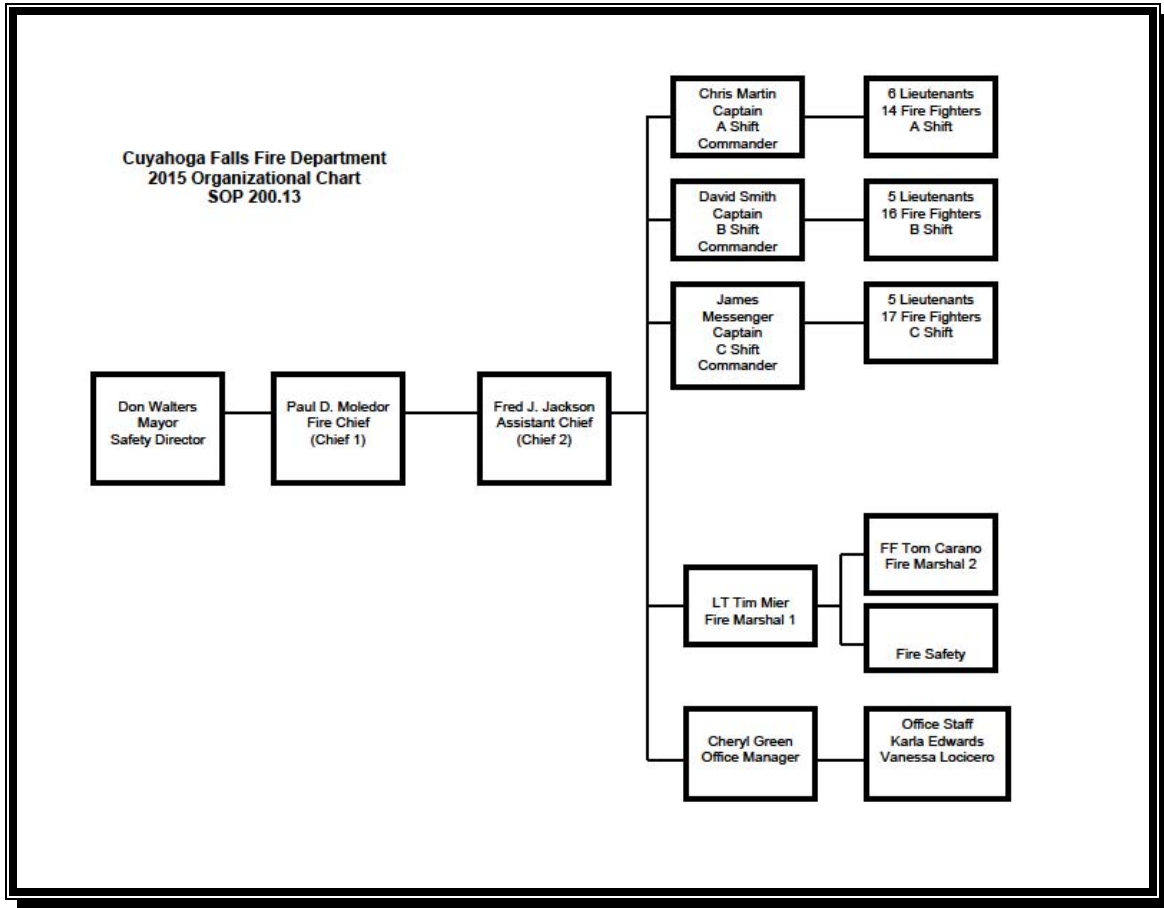 Cuyahoga Falls Fire Department
2015 Organizational Chart
SOP 200.13
Don Walters
Mayor
Safety Director
Paul D. Moledor
Fire Chief
(Chief 1)
Fred J. Jackson
Assistant Chief
(Chief 2)
Chris Martin
Captain
A Shift
Commander
6 Lieutenants
14 Fire Fighters
A Shift
David Smith
Captain
B Shift
Commander
5 Lieutenants
16 Fire Fighters
B Shift
James
Messenger
Captain
C Shift
Commander
5 Lieutenants
17 Fire Fighters
C Shift
LT Tim Mier
Fire Marshal 1
FF Tom Carano
Fire Marshal 2
Fire Safety
Cheryl Green
Office Manager
Office Staff
Karla Edwards
Vanessa Locicero